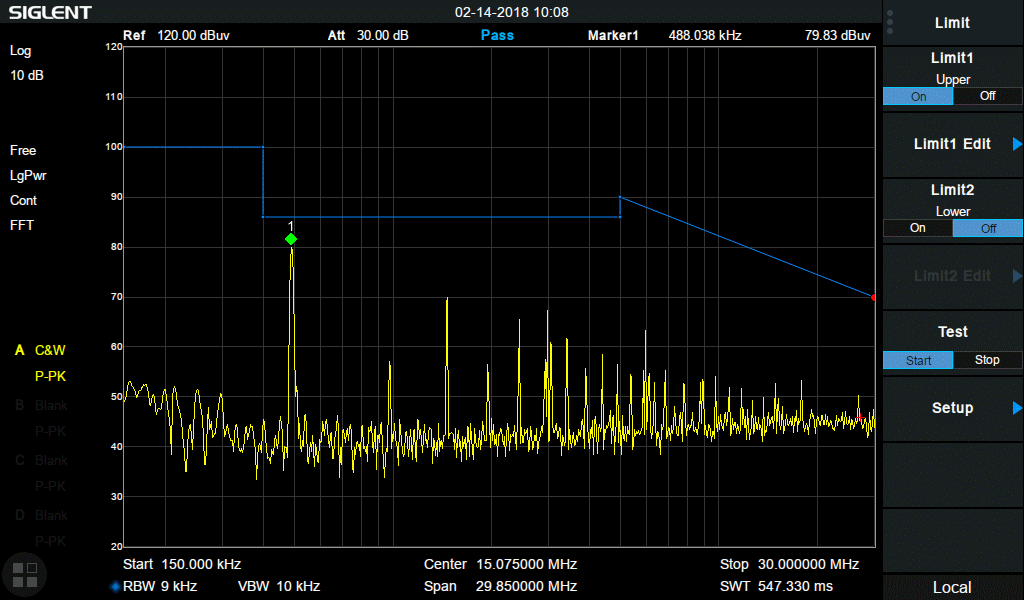 SIGLENT
02-14-2018 10:08
Ref 120.00 dBuv Att 30.00 dB Pass Marker1 488.038 kHz 79.83 dBuv
Log
10 dB
Free
LgPwr
Cont
FFT
A C&W
P-PK
B Blank
P-PK
C Blank
P-PK
D Blank
P-PK
120
110
100
90
80
70
60
50
40
30
20
1
Start 150.000 kHz Center 15.075000 MHz Stop 30.000000 MHz
RBW 9 kHz VBW 10 kHz Span 29.850000 MHz SWT 547.330 ms
Limit
Limit1
Upper
On Off
Limit1 Edit
Limit2
Lower
On Off
Limit2 Edit
Test
Start Stop
Setup
Local